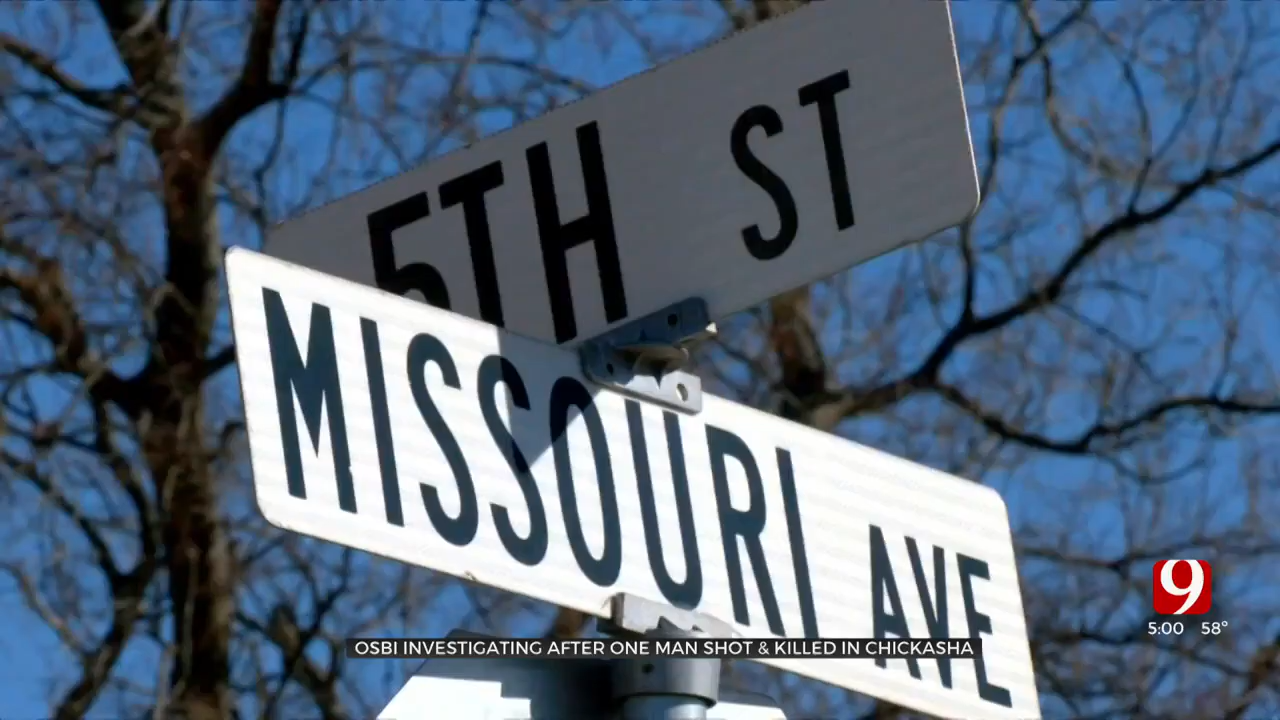 5TH ST
MISSOURI AVE
9
5:00 58°
OSBI INVESTIGATING AFTER ONE MAN SHOT & KILLED IN CHICKASHA